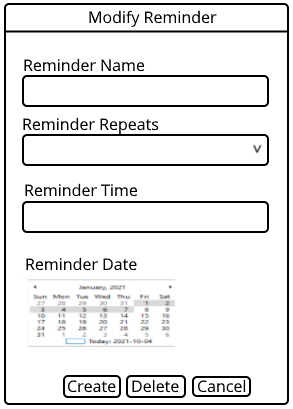 Modify Reminder
Reminder Name
Reminder Repeats
Reminder Time
Reminder Date
January, 2021
Sun Mon Tue Wed Thu Fri Sat
27 28 29 30 31 1 2
3 4 5 6 7 8 9
10 11 12 13 14 15 16
17 18 19 20 21 22 23
24 25 26 27 28 29 30
31 1 2 3 4 5 6
Today: 2021-10-04
Create Delete Cancel